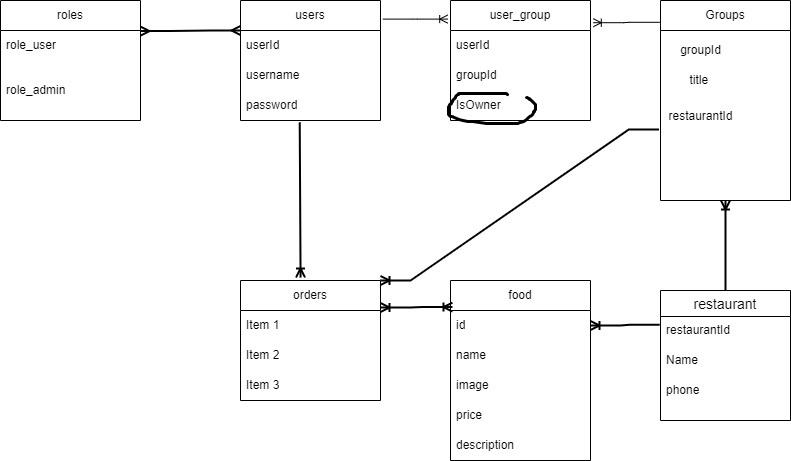 roles
role_user
role_admin
users
userId
username
password
user_group
userId
groupId
IsOwner
Groups
groupId
title
restaurantId
orders
Item 1
Item 2
Item 3
food
id
name
image
price
description
restaurant
restaurantId
Name
phone